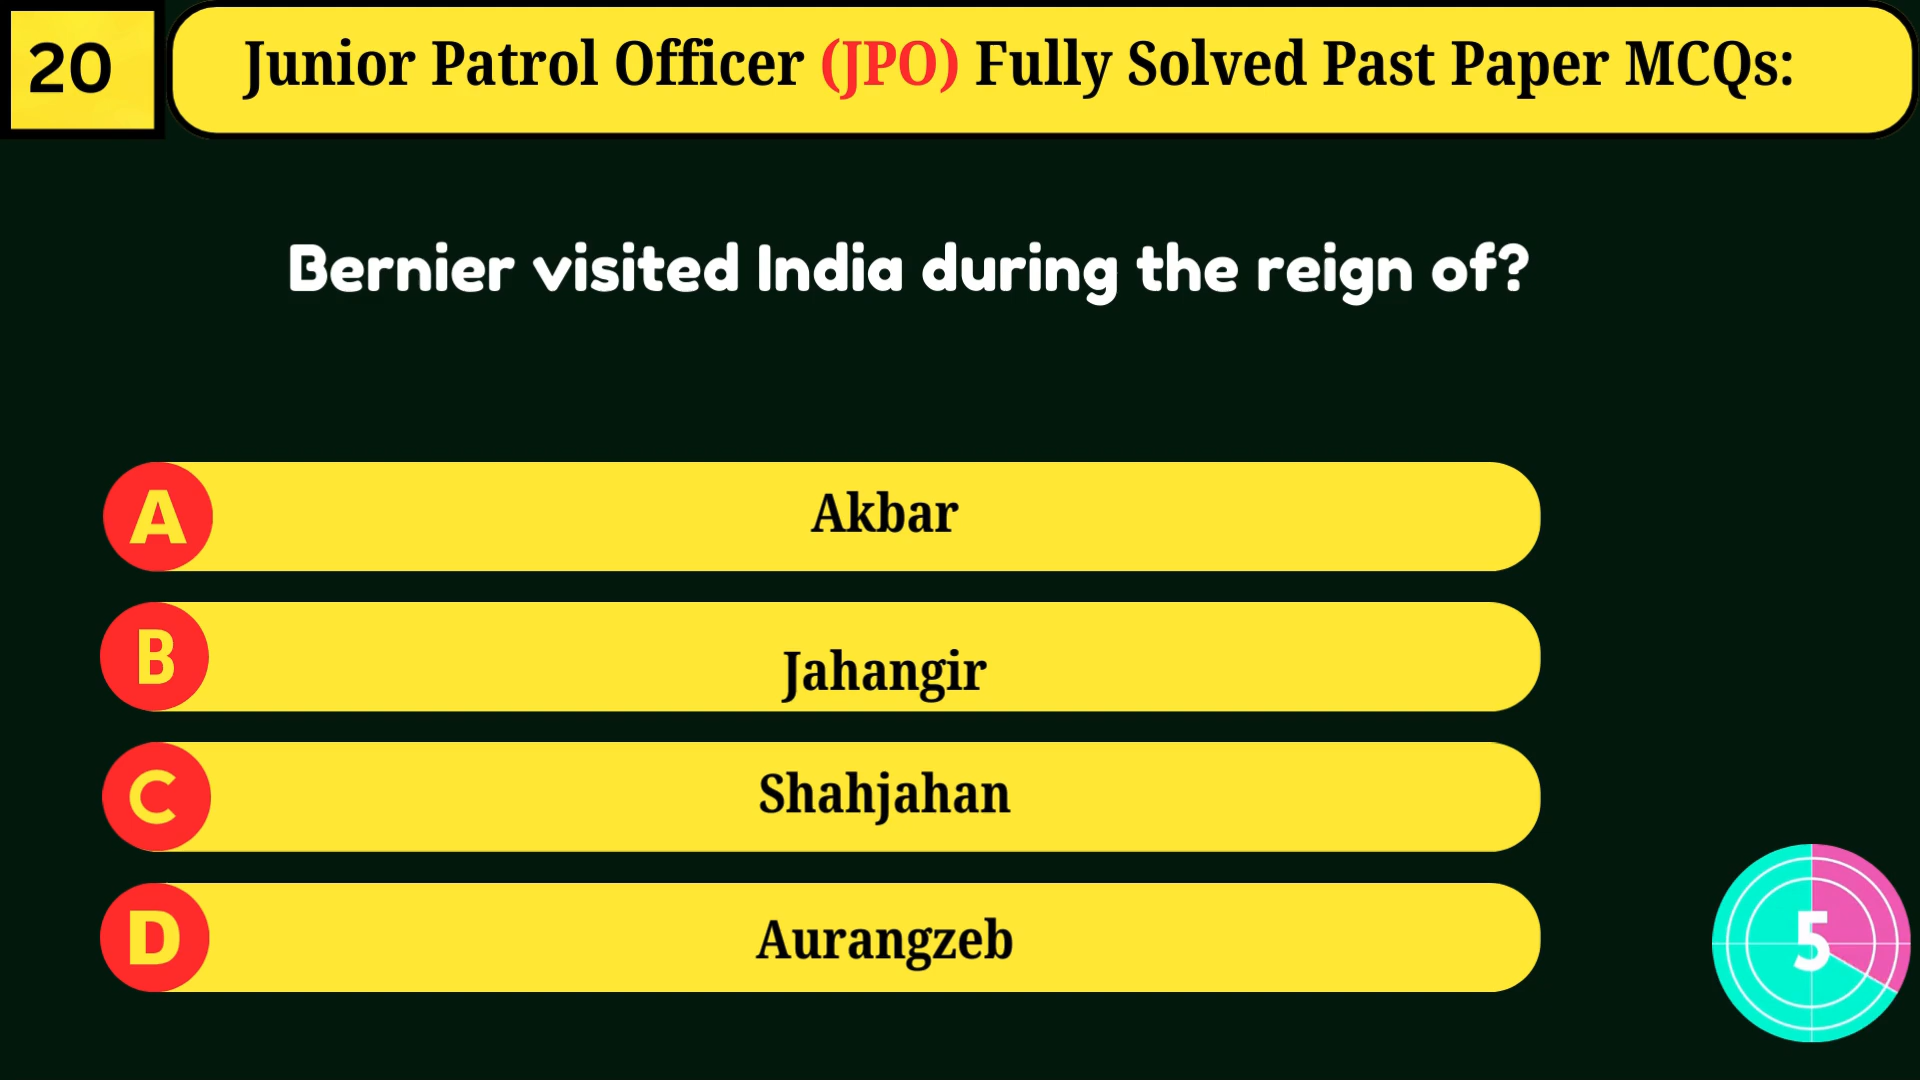 20
Junior Patrol Officer (JPO) Fully Solved Past Paper MCQs:
Bernier visited India during the reign of?
A
Akbar
B
Jahangir
C
Shahjahan
D
Aurangzeb
5